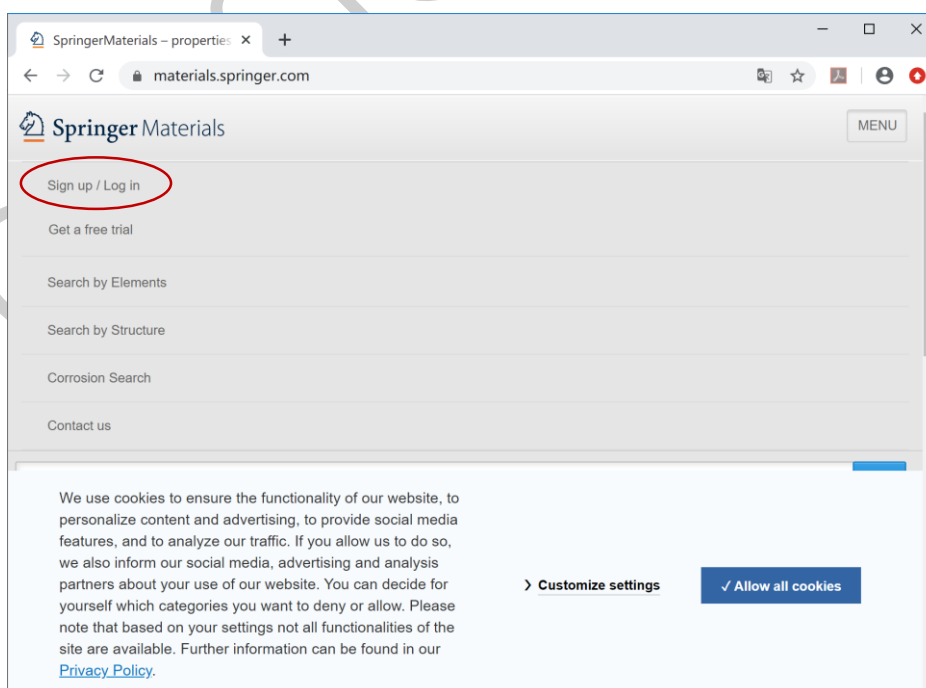 SpringerMaterials – properties
materials.springer.com
Springer Materials
MENU
Sign up / Log in
Get a free trial
Search by Elements
Search by Structure
Corrosion Search
Contact us
We use cookies to ensure the functionality of our website, to
personalize content and advertising, to provide social media
features, and to analyze our traffic. If you allow us to do so,
we also inform our social media, advertising and analysis
partners about your use of our website. You can decide for
yourself which categories you want to deny or allow. Please
note that based on your settings not all functionalities of the
site are available. Further information can be found in our
Privacy Policy.
Customize settings
✓ Allow all cookies